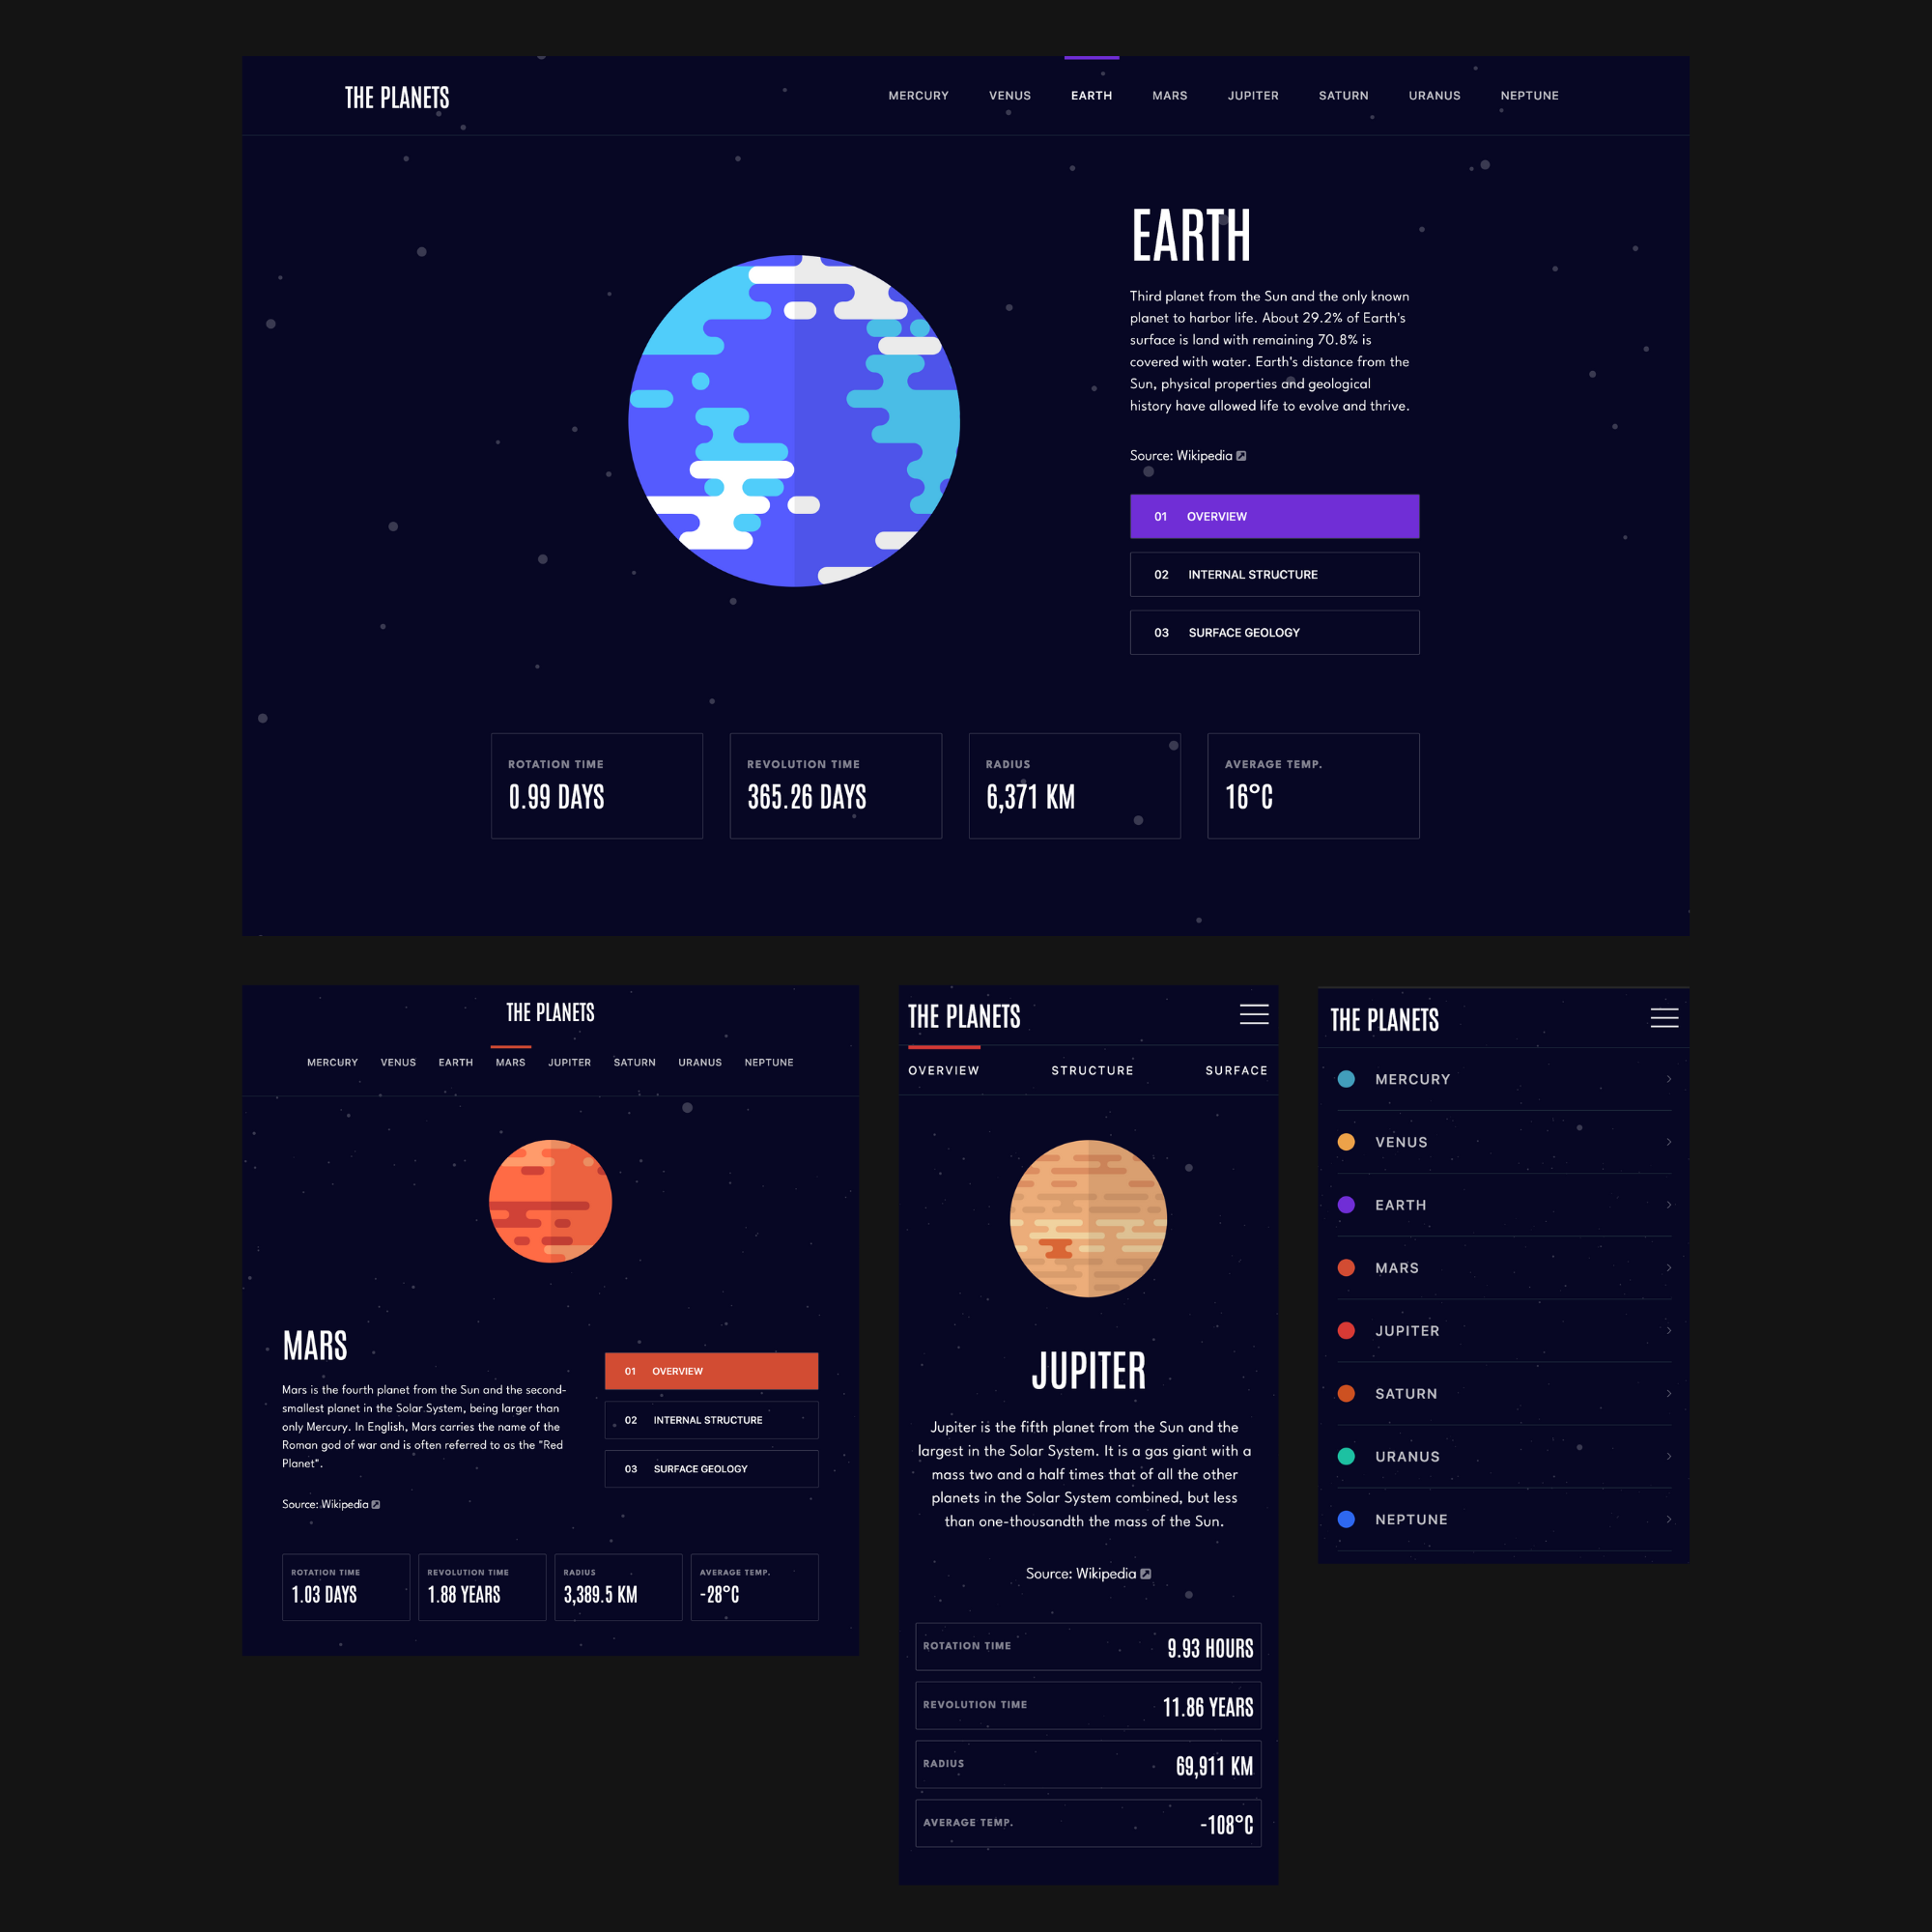 THE PLANETS
MERCURY VENUS EARTH MARS JUPITER SATURN URANUS NEPTUNE
EARTH
Third planet from the Sun and the only known
planet to harbor life. About 29.2% of Earth's
surface is land with remaining 70.8% is
covered with water. Earth's distance from the
Sun, physical properties and geological
history have allowed life to evolve and thrive.
Source: Wikipedia
01 OVERVIEW
02 INTERNAL STRUCTURE
03 SURFACE GEOLOGY
ROTATION TIME
0.99 DAYS
REVOLUTION TIME
365.26 DAYS
RADIUS
6,371 KM
AVERAGE TEMP.
16°C
THE PLANETS
MERCURY VENUS EARTH MARS JUPITER SATURN URANUS NEPTUNE
MARS
Mars is the fourth planet from the Sun and the second-
smallest planet in the Solar System, being larger than
only Mercury. In English, Mars carries the name of the
Roman god of war and is often referred to as the "Red
Planet".
Source: Wikipedia
01 OVERVIEW
02 INTERNAL STRUCTURE
03 SURFACE GEOLOGY
ROTATION TIME
1.03 DAYS
REVOLUTION TIME
1.88 YEARS
RADIUS
3,389.5 KM
AVERAGE TEMP.
-28°C
THE PLANETS
OVERVIEW STRUCTURE SURFACE
JUPITER
Jupiter is the fifth planet from the Sun and the
largest in the Solar System. It is a gas giant with a
mass two and a half times that of all the other
planets in the Solar System combined, but less
than one-thousandth the mass of the Sun.
Source: Wikipedia
ROTATION TIME 9.93 HOURS
REVOLUTION TIME 11.86 YEARS
RADIUS 69,911 KM
AVERAGE TEMP. -108°C
THE PLANETS
MERCURY
VENUS
EARTH
MARS
JUPITER
SATURN
URANUS
NEPTUNE